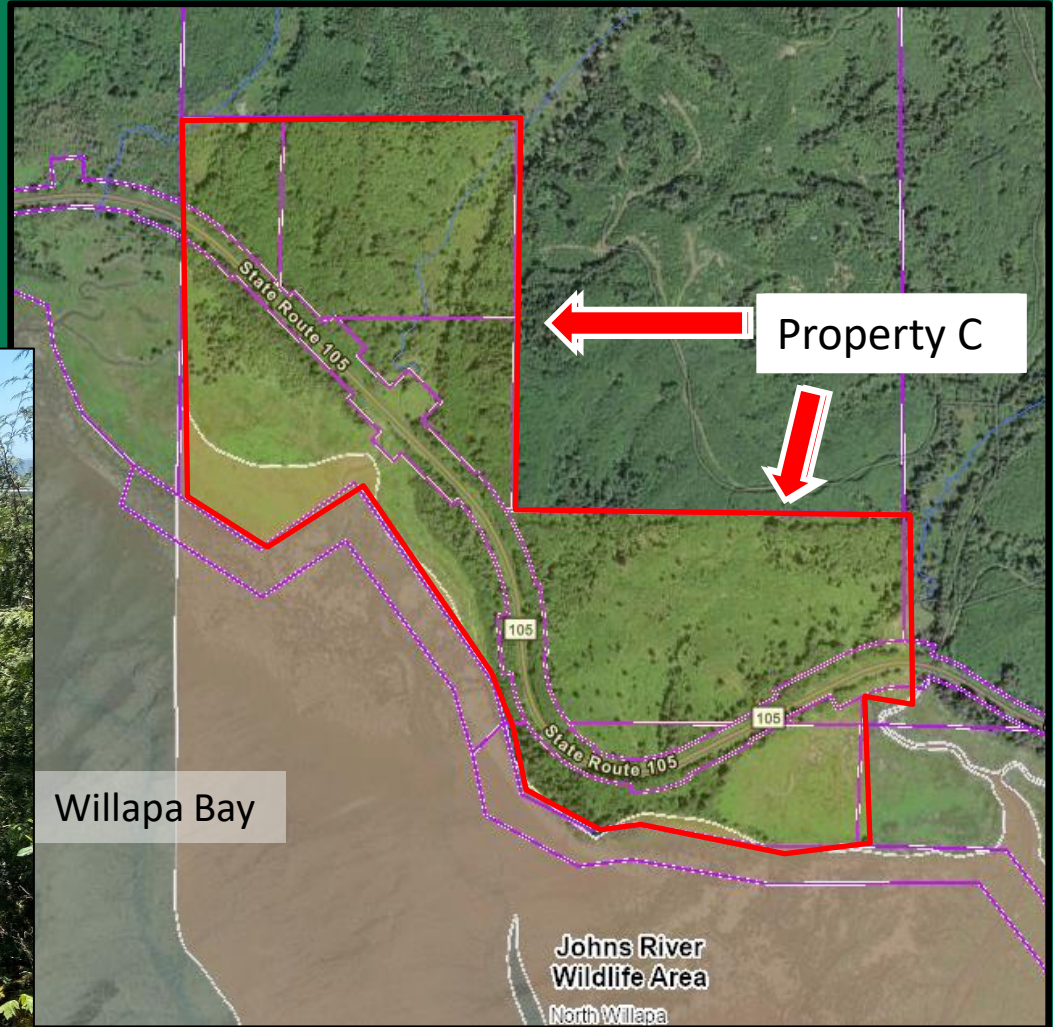 State Route 105
Property C
105
105
State Route 105
Willapa Bay
Johns River
Wildlife Area
North Willapa